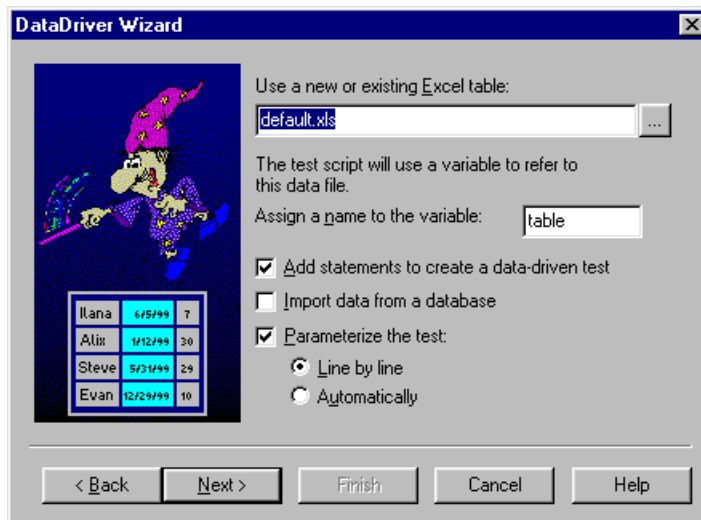 DataDriver Wizard
Use a new or existing Excel table:
default.xls
...
The test script will use a variable to refer to
this data file.
Assign a name to the variable:
table
Add statements to create a data-driven test
Import data from a database
Parameterize the test:
Line by line
Automatically
Ilana 6/5/99 7
Alix 1/12/99 30
Steve 5/31/99 29
Evan 12/29/99 10
< Back
Next >
Finish
Cancel
Help